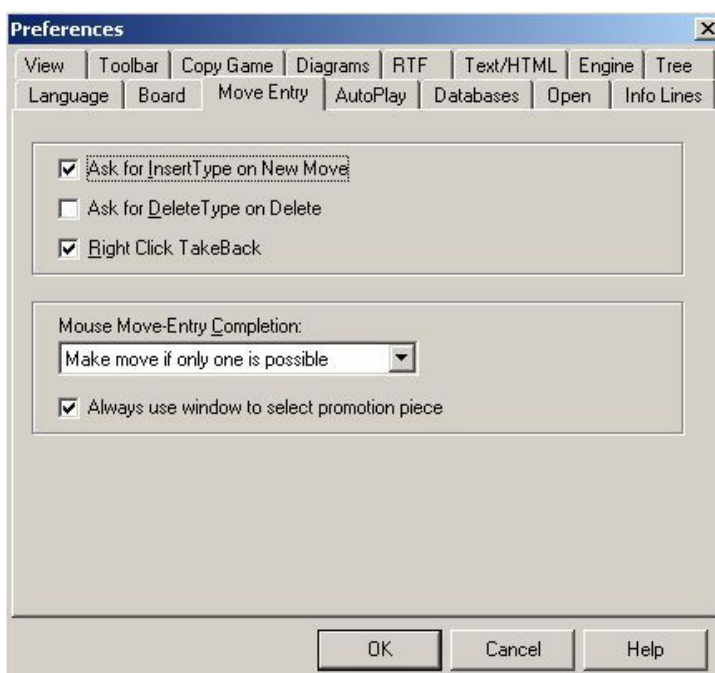 Preferences
View Toolbar Copy Game Diagrams RTF Text/HTML Engine Tree
Language Board Move Entry AutoPlay Databases Open Info Lines
Ask for InsertType on New Move
Ask for DeleteType on Delete
Right Click TakeBack
Mouse Move-Entry Completion:
Make move if only one is possible
Always use window to select promotion piece
OK Cancel Help